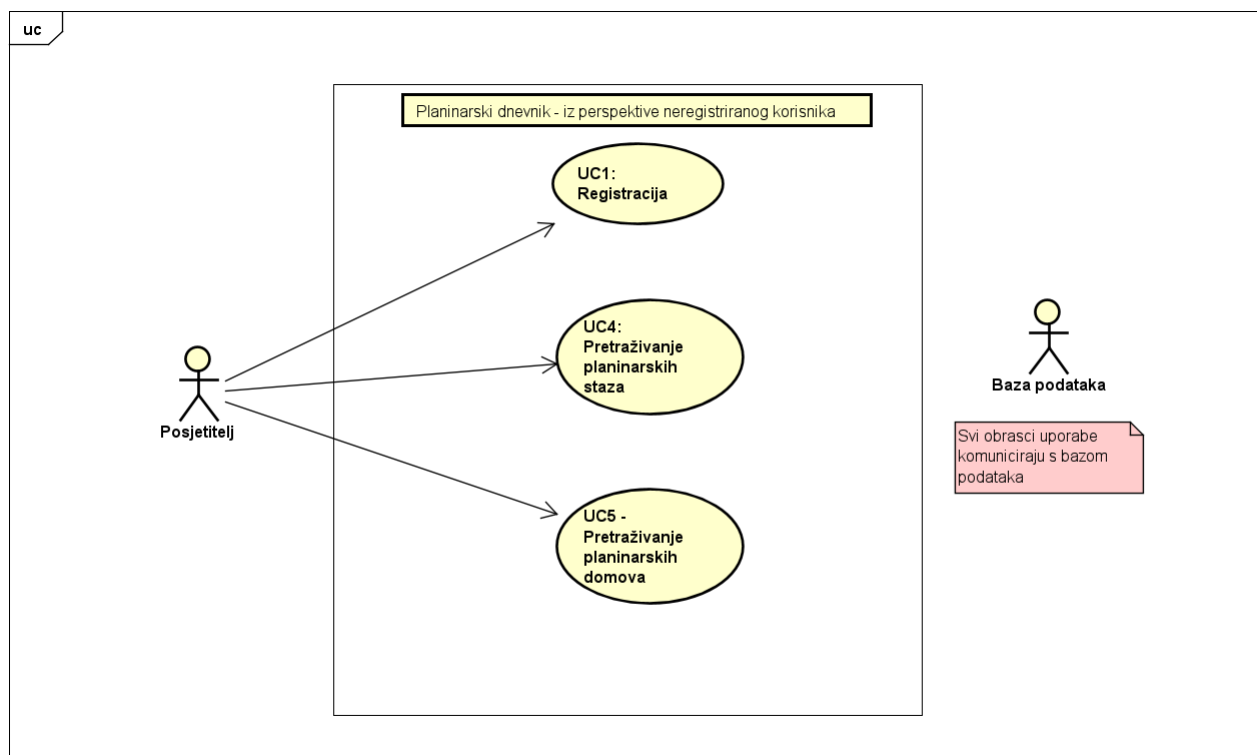 uc
Planinarski dnevnik - iz perspektive neregistriranog korisnika
UC1:
Registracija
UC4:
Pretraživanje
planinarskih
staza
Posjetitelj
Baza podataka
Svi obrasci uporabe
komuniciraju s bazom
podataka
UC5 -
Pretraživanje
planinarskih
domova